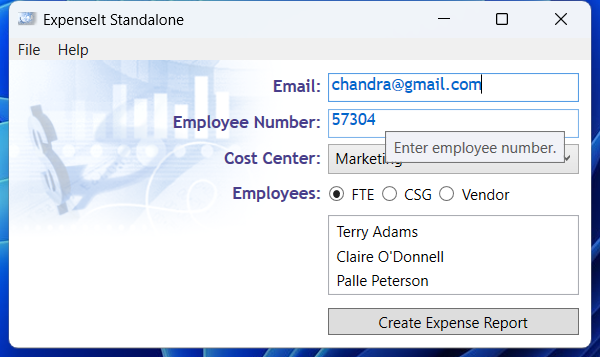 ExpenseIt Standalone
File Help
Email: chandra@gmail.com
Employee Number: 57304
Enter employee number.
Cost Center: Marketing
Employees: FTE CSG Vendor
Terry Adams
Claire O'Donnell
Palle Peterson
Create Expense Report